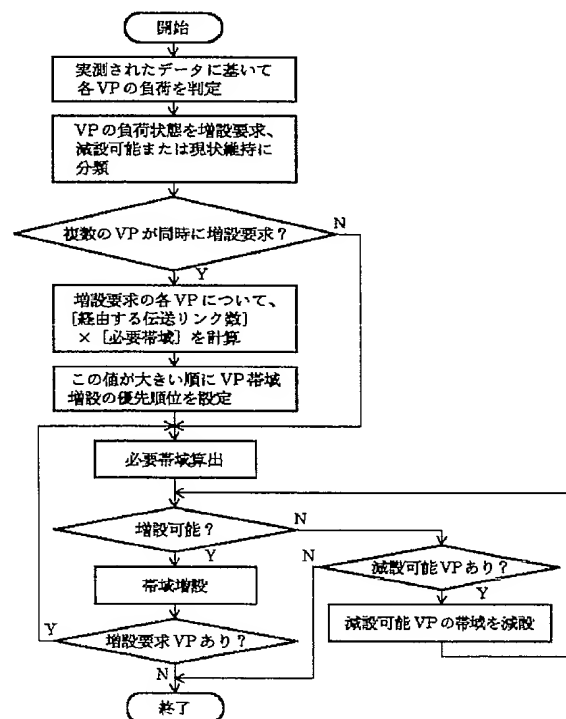 開始
実測されたデータに基いて
各VPの負荷を判定
VPの負荷状態を増設要求、
減設可能または現状維持に
分類
複数のVPが同時に増設要求？
N
Y
増設要求の各VPについて、
[経由する伝送リンク数]
× [必要帯域] を計算
この値が大きい順にVP帯域
増設の優先順位を設定
必要帯域算出
増設可能？
N
Y
帯域増設
N
減設可能VPあり？
Y
減設可能VPの帯域を減設
Y
増設要求VPあり？
N
終了